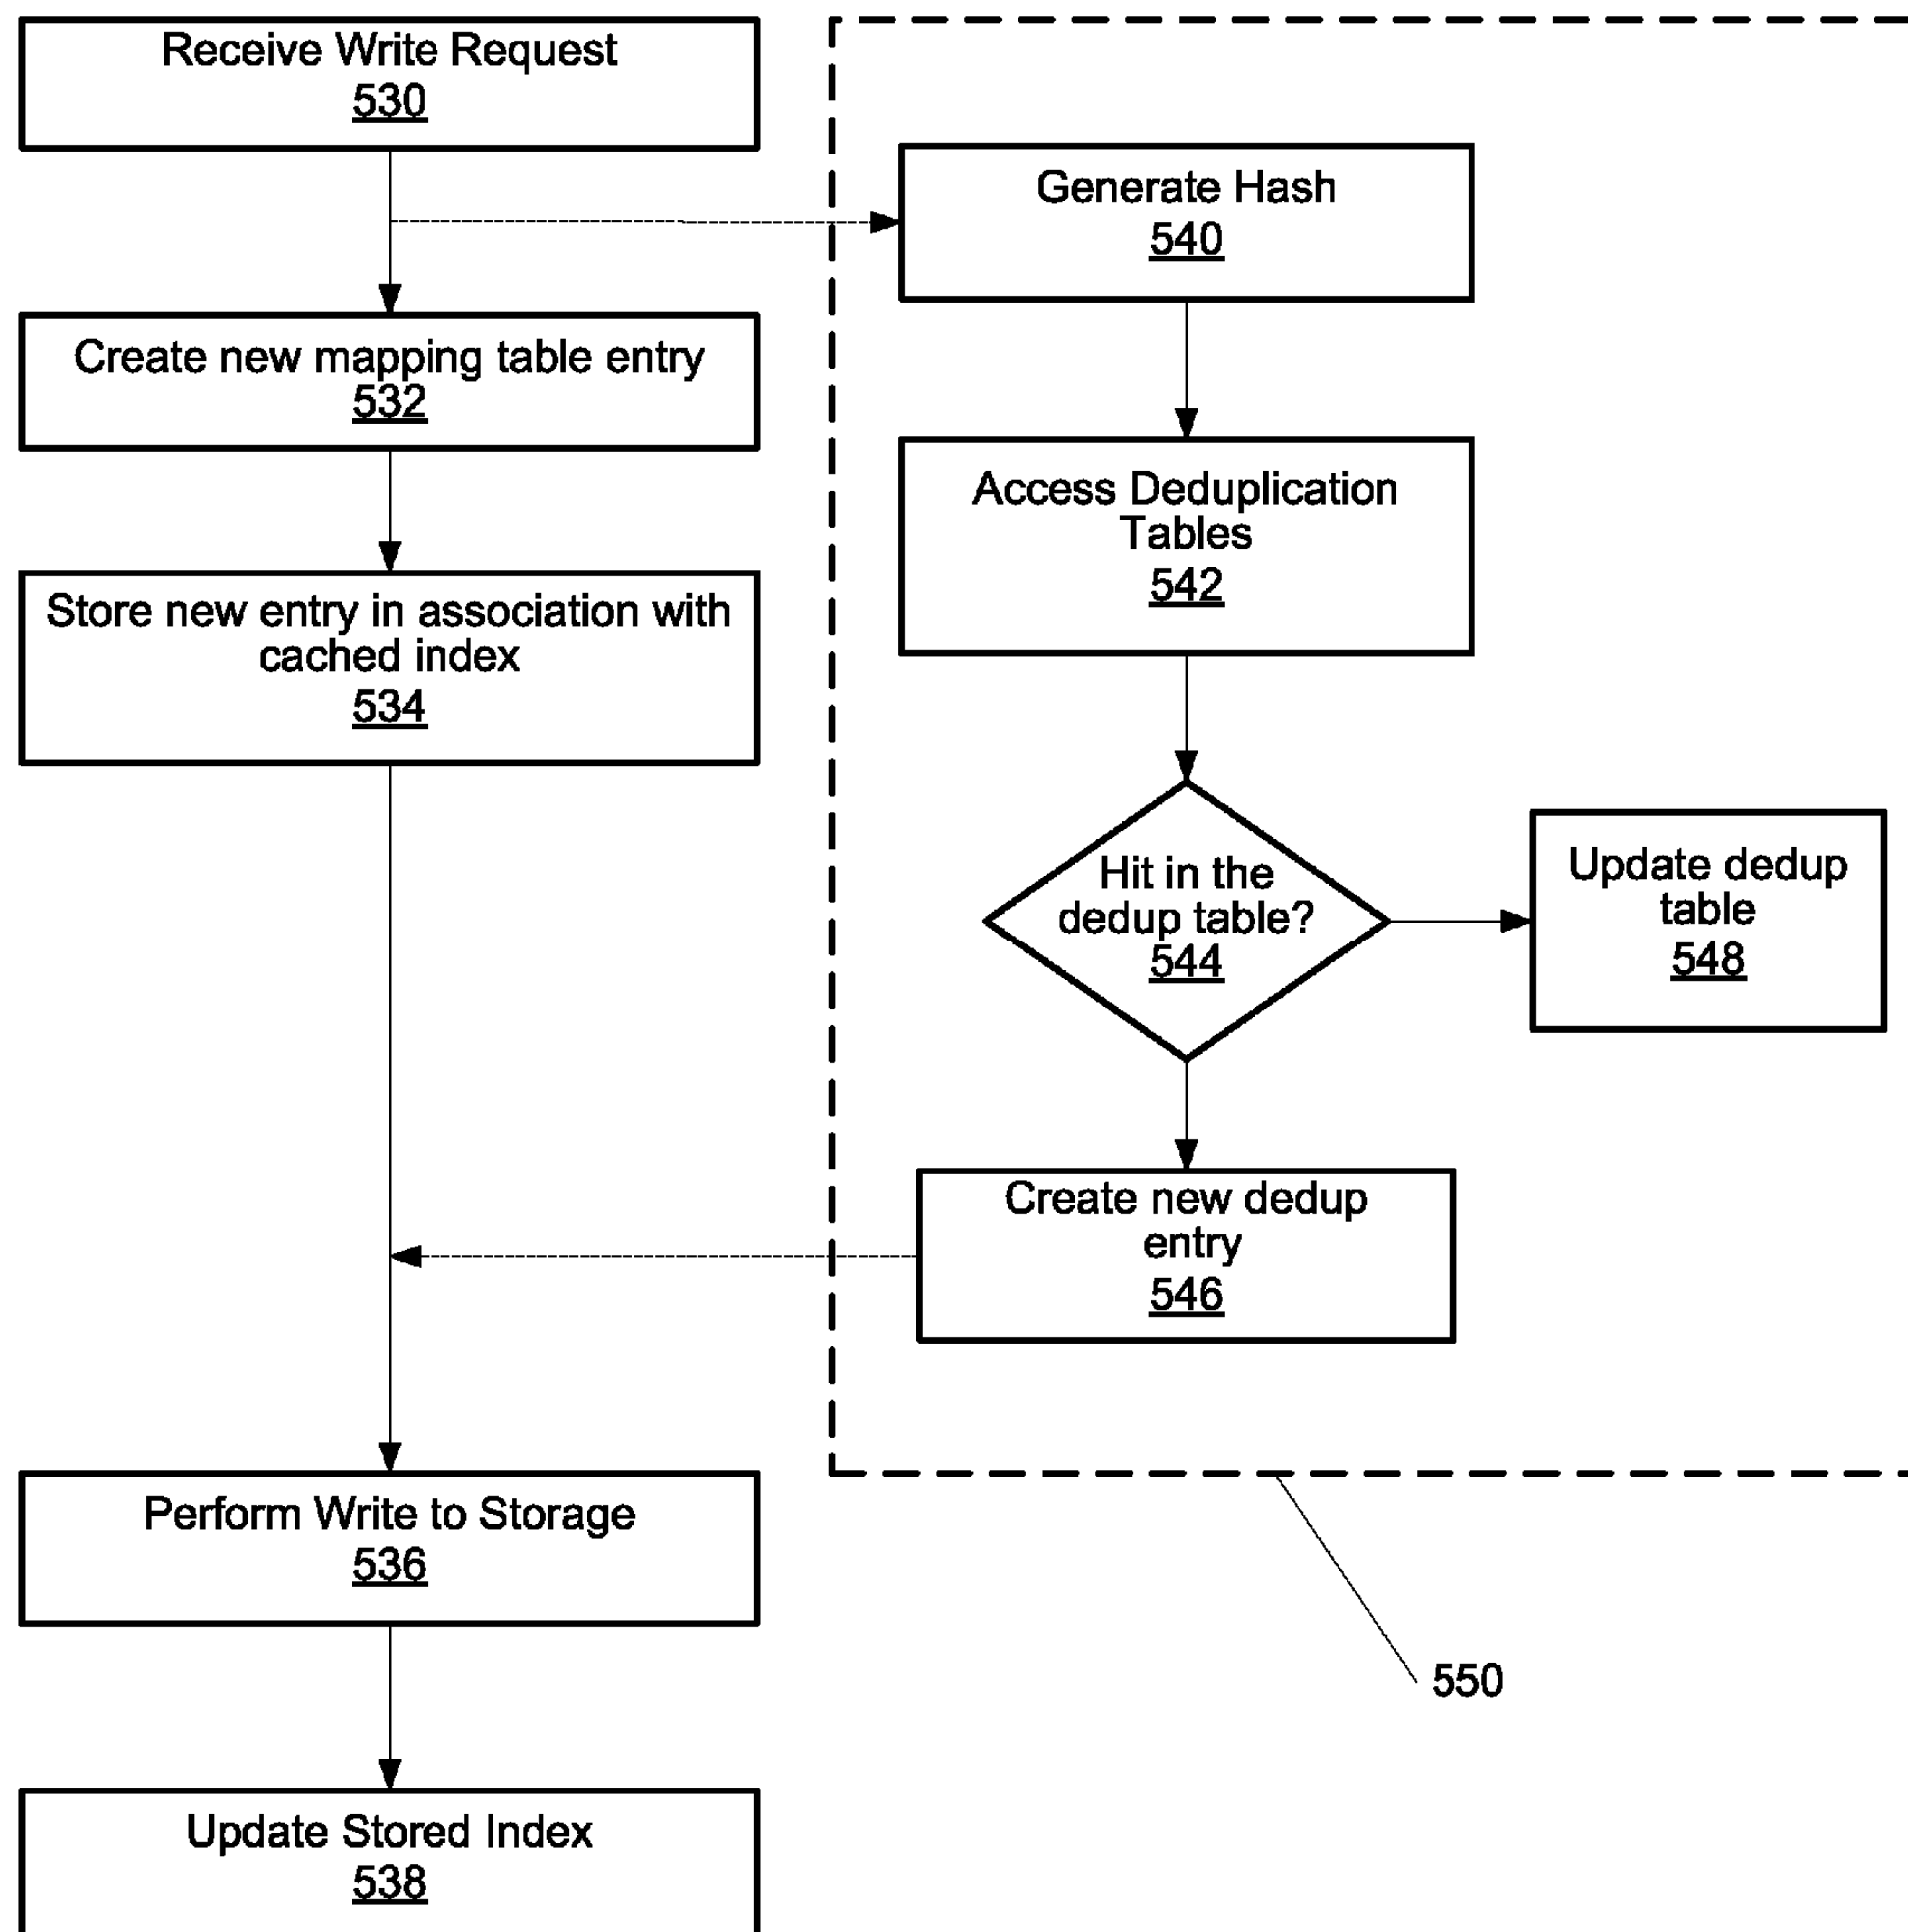 Receive Write Request
530
Create new mapping table entry
532
Store new entry in association with
cached index
534
Perform Write to Storage
536
Update Stored Index
538
Generate Hash
540
Access Deduplication
Tables
542
Hit in the
dedup table?
544
Update dedup
table
548
Create new dedup
entry
546
550